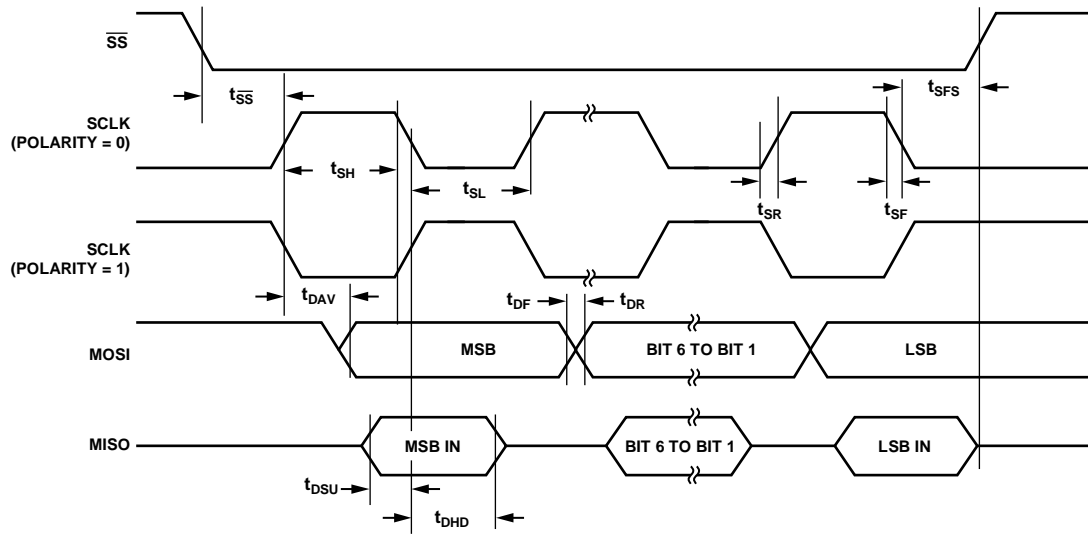 SS
tSS
tSFS
SCLK
(POLARITY = 0)
tSH
tSL
tSR
tSF
SCLK
(POLARITY = 1)
tDAV
tDF
tDR
MOSI
MSB
BIT 6 TO BIT 1
LSB
MISO
MSB IN
BIT 6 TO BIT 1
LSB IN
tDSU
tDHD